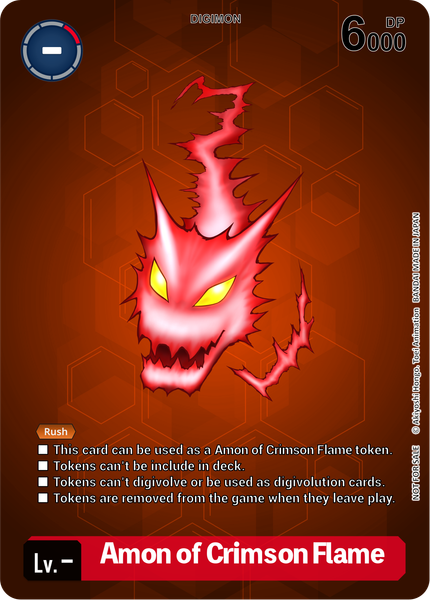 DIGIMON
-
DP
6000
Rush
■ This card can be used as a Amon of Crimson Flame token.
■ Tokens can't be include in deck.
■ Tokens can't digivolve or be used as digivolution cards.
■ Tokens are removed from the game when they leave play.
Lv.-
Amon of Crimson Flame
NOT FOR SALE © Akiyoshi Hongo, Toei Animation BANDAI MADE IN JAPAN